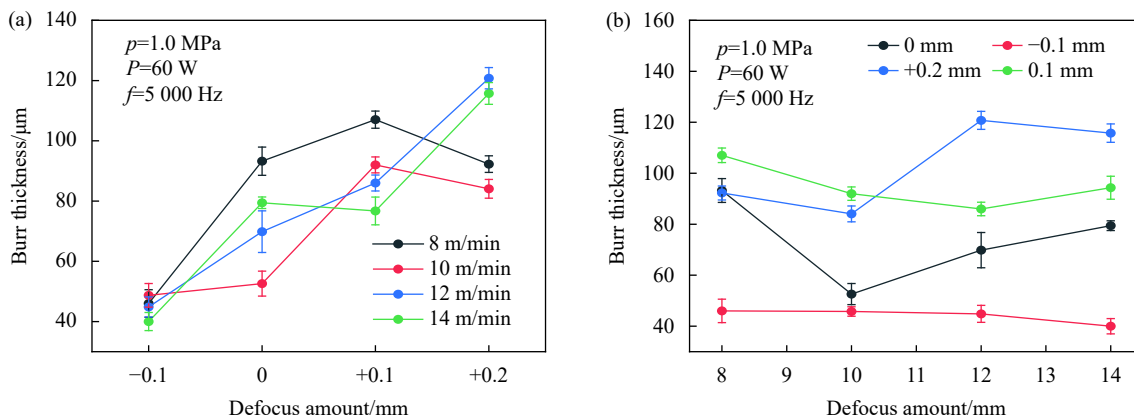 (a)
140
120
100
80
60
40
Burr thickness/μm
p=1.0 MPa
P=60 W
f=5 000 Hz
8 m/min
10 m/min
12 m/min
14 m/min
−0.1 0 +0.1 +0.2
Defocus amount/mm
(b)
160
140
120
100
80
60
40
Burr thickness/μm
p=1.0 MPa
P=60 W
f=5 000 Hz
0 mm −0.1 mm
+0.2 mm 0.1 mm
8 9 10 11 12 13 14
Defocus amount/mm